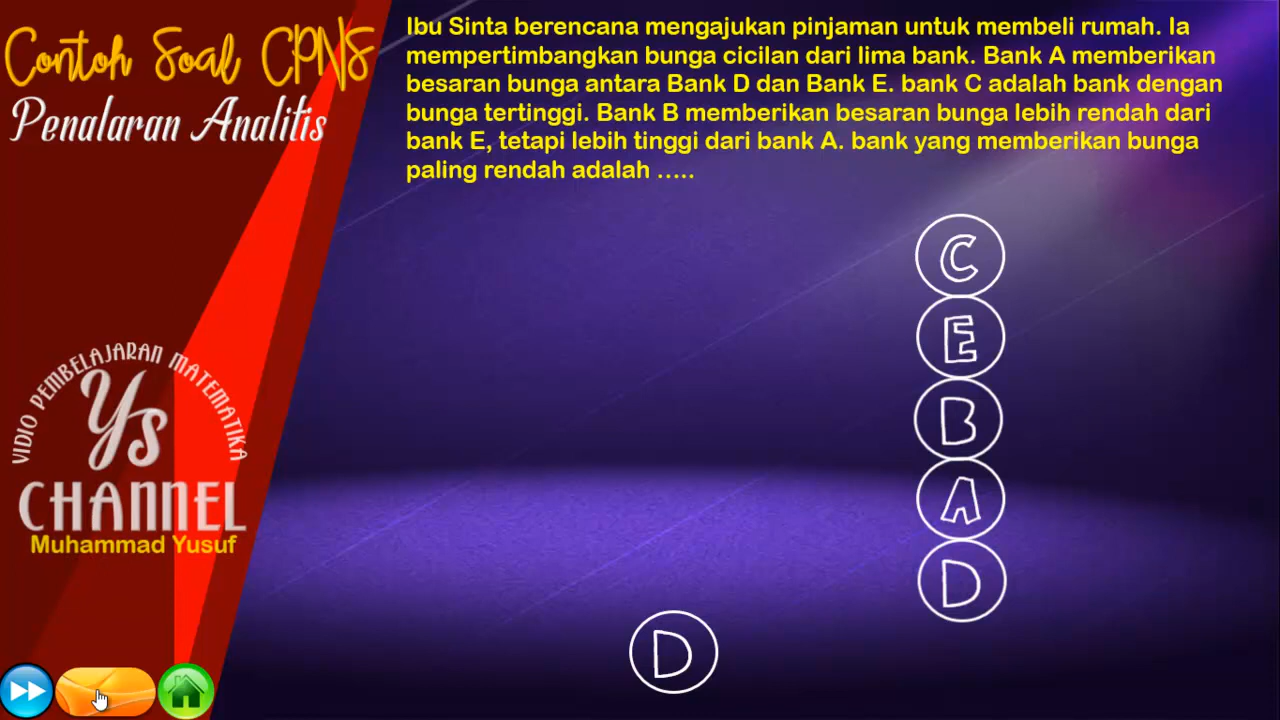 Contoh Soal CPNS
Penalaran Analitis
Ibu Sinta berencana mengajukan pinjaman untuk membeli rumah. Ia
mempertimbangkan bunga cicilan dari lima bank. Bank A memberikan
besaran bunga antara Bank D dan Bank E. bank C adalah bank dengan
bunga tertinggi. Bank B memberikan besaran bunga lebih rendah dari
bank E, tetapi lebih tinggi dari bank A. bank yang memberikan bunga
paling rendah adalah .....
C
E
B
A
D
D
VIDIO PEMBELAJARAN MATEMATIKA
Ys
CHANNEL
Muhammad Yusuf